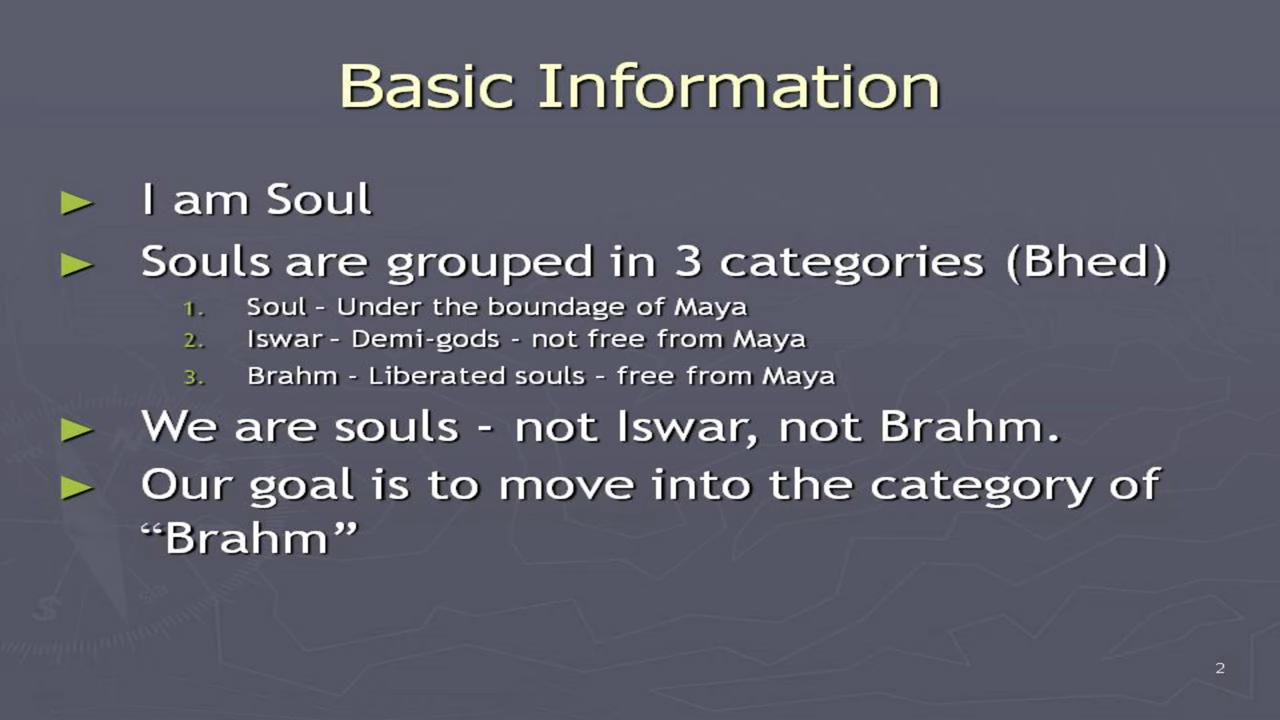 Basic Information
► I am Soul
► Souls are grouped in 3 categories (Bhed)
1. Soul - Under the boundage of Maya
2. Iswar - Demi-gods - not free from Maya
3. Brahm - Liberated souls - free from Maya
► We are souls - not Iswar, not Brahm.
► Our goal is to move into the category of
“Brahm”
2